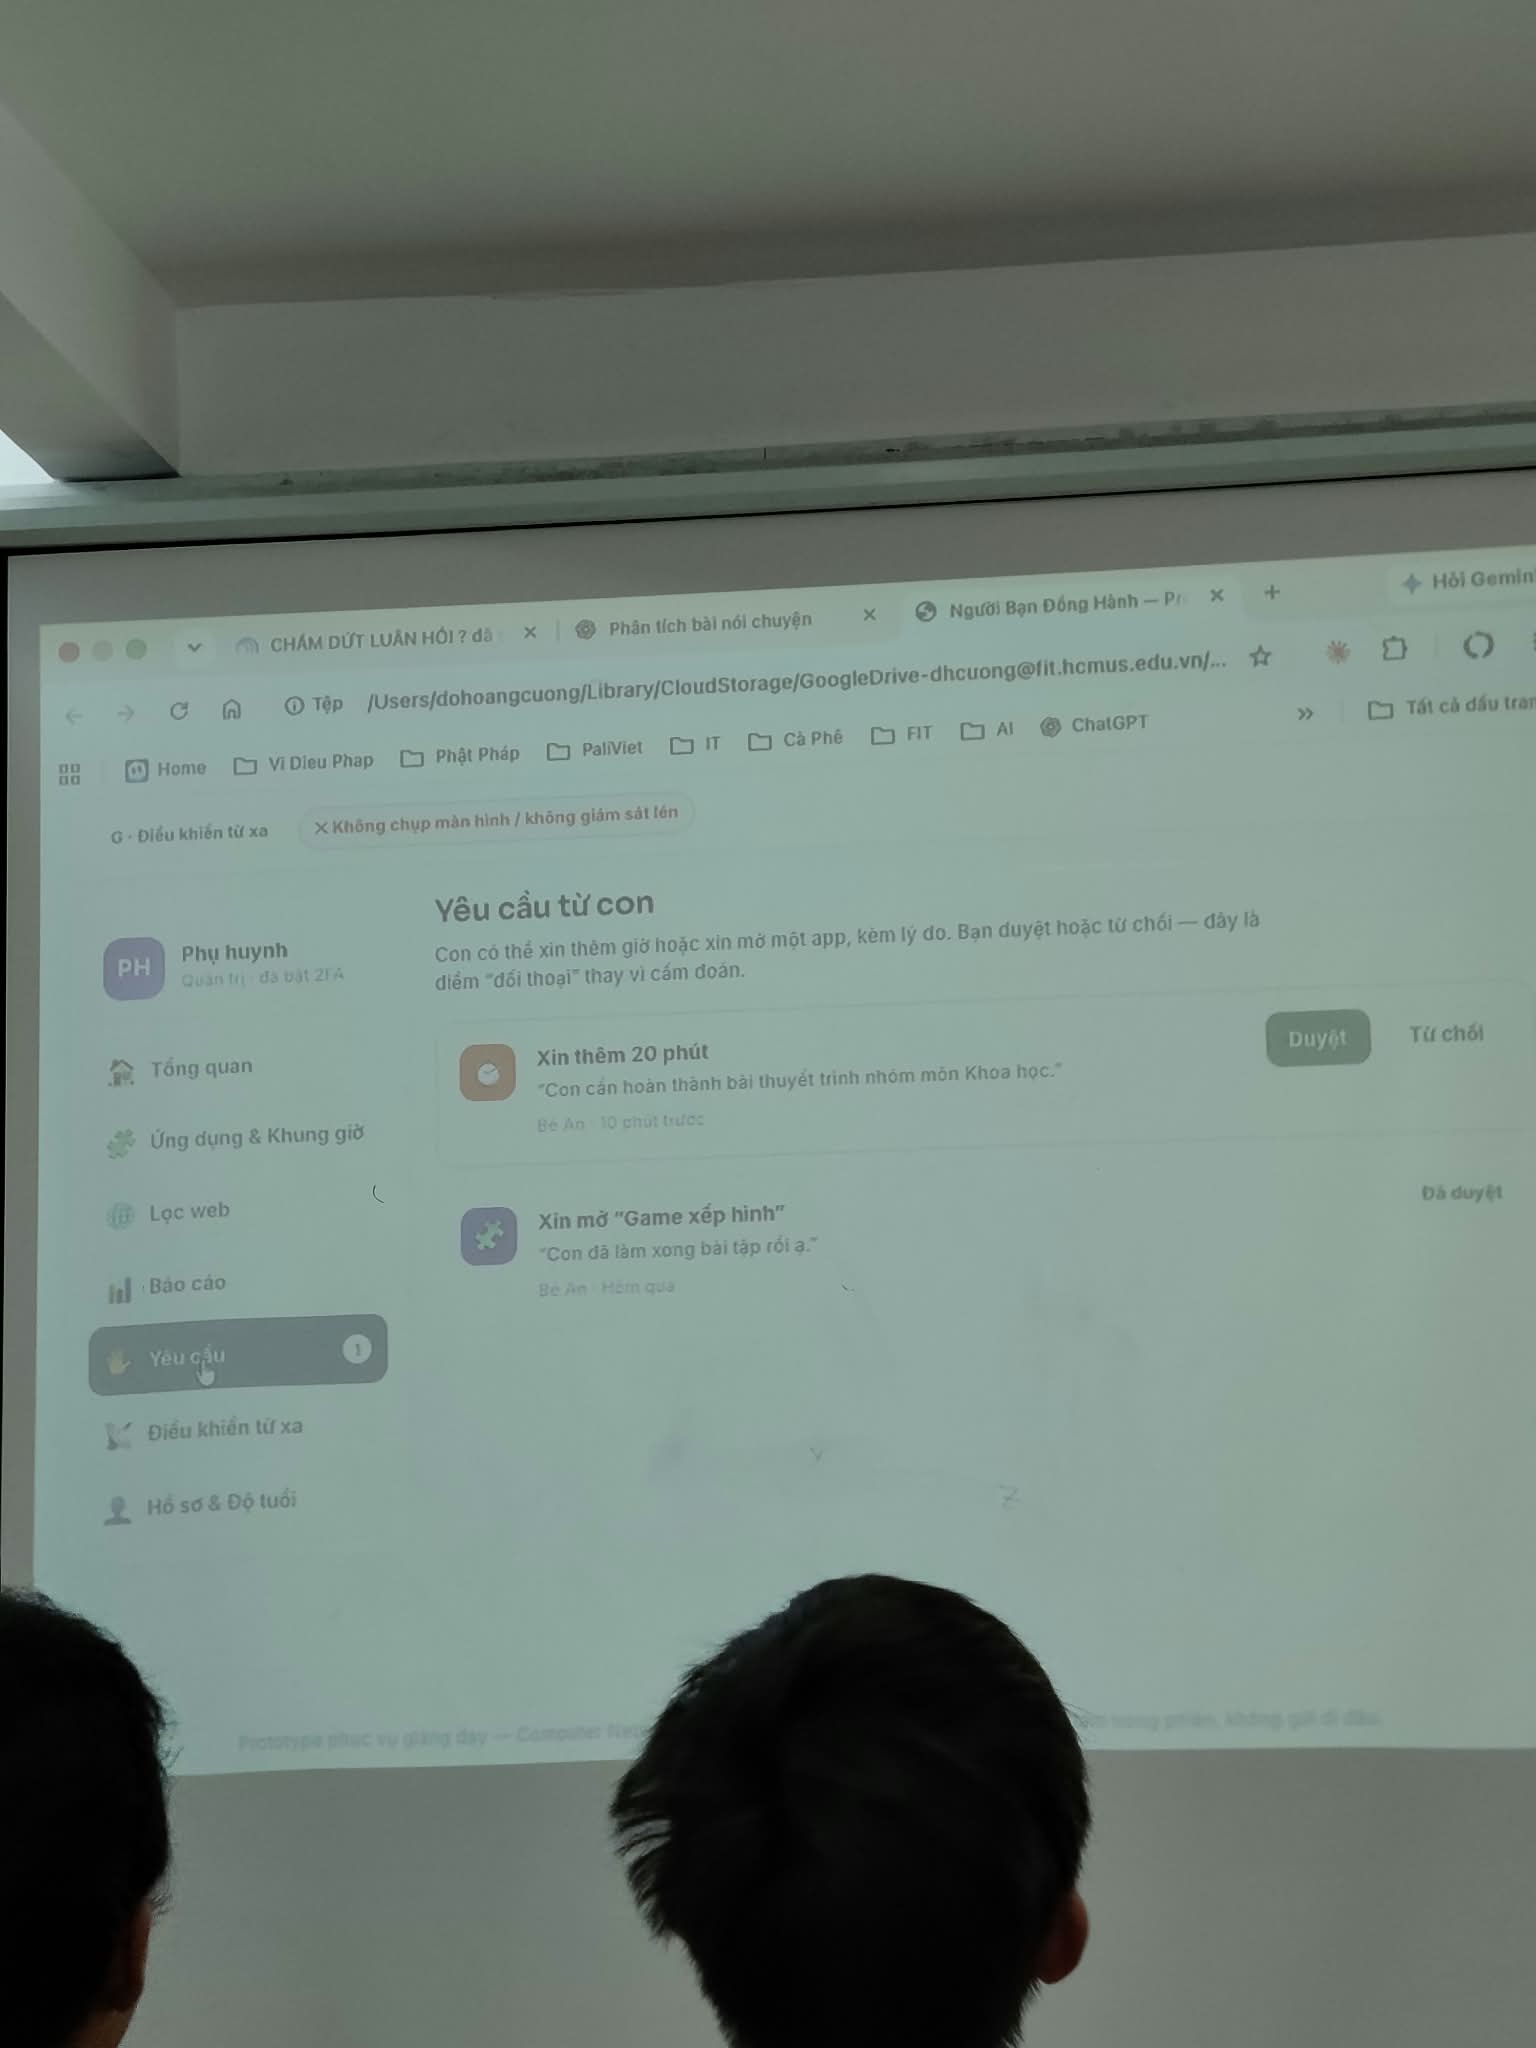 CHẤM DỨT LUÂN HỒI ? đã
Phân tích bài nói chuyện
Người Bạn Đồng Hành — Pr
Hỏi Gemini
Tệp /Users/dohoangcuong/Library/CloudStorage/GoogleDrive-dhcuong@fit.hcmus.edu.vn/...
Home
Vi Dieu Phap
Phật Pháp
PaliViet
IT
Cà Phê
FIT
AI
ChatGPT
»
Tất cả dấu tran
G · Điều khiển từ xa
✕ Không chụp màn hình / không giám sát lén
PH
Phụ huynh
Quản trị · đã bật 2FA
Tổng quan
Ứng dụng & Khung giờ
Lọc web
Báo cáo
Yêu cầu 1
Điều khiển từ xa
Hồ sơ & Độ tuổi
Yêu cầu từ con
Con có thể xin thêm giờ hoặc xin mở một app, kèm lý do. Bạn duyệt hoặc từ chối — đây là
điểm "đối thoại" thay vì cấm đoán.
Xin thêm 20 phút
"Con cần hoàn thành bài thuyết trình nhóm môn Khoa học."
Bé An · 10 phút trước
Duyệt
Từ chối
Xin mở "Game xếp hình"
"Con đã làm xong bài tập rồi ạ."
Bé An · Hôm qua
Đã duyệt
Prototype phục vụ giảng dạy — Computer trong phiên, không gửi đi đâu.